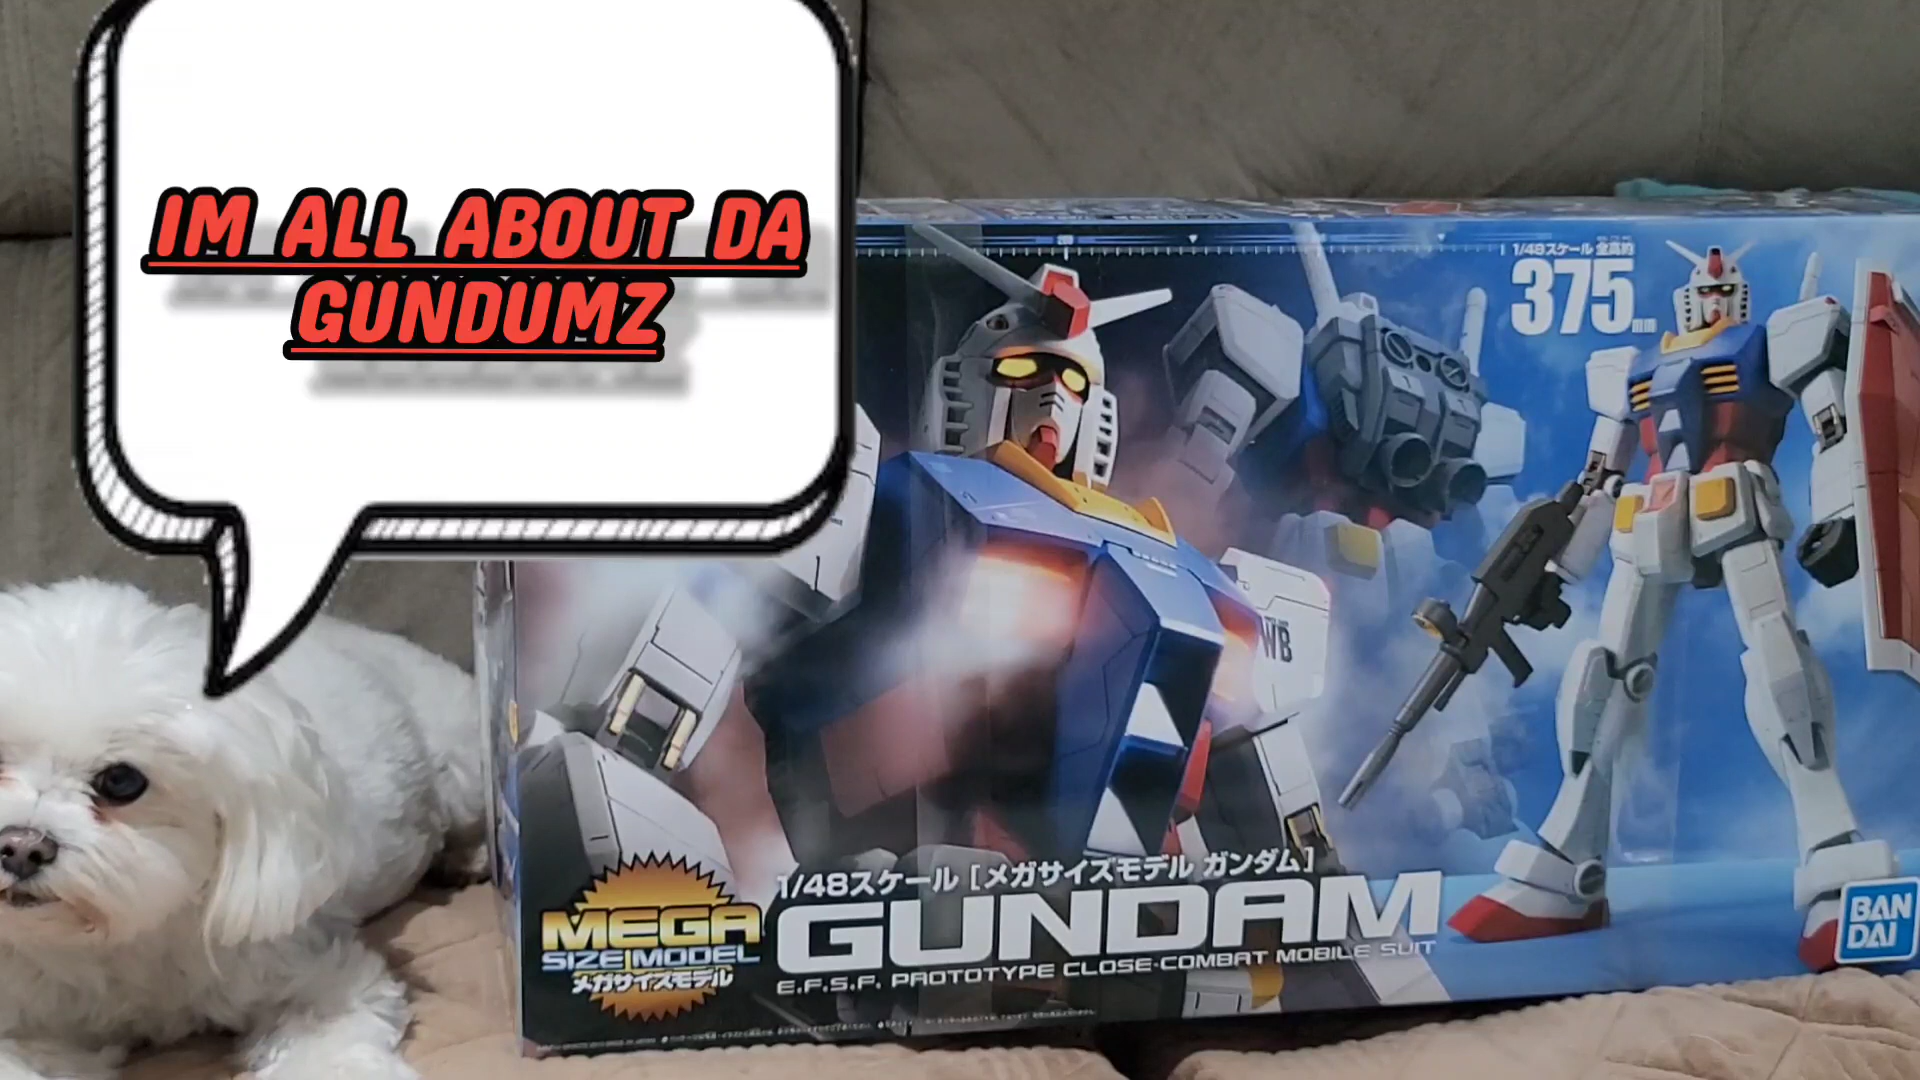 IM ALL ABOUT DA
GUNDUMZ
1/48スケール 全高約
375mm
WB
1/48スケール [メガサイズモデル ガンダム]
GUNDAM
E.F.S.F. PROTOTYPE CLOSE-COMBAT MOBILE SUIT
MEGA
SIZE MODEL
メガサイズモデル
BAN
DAI